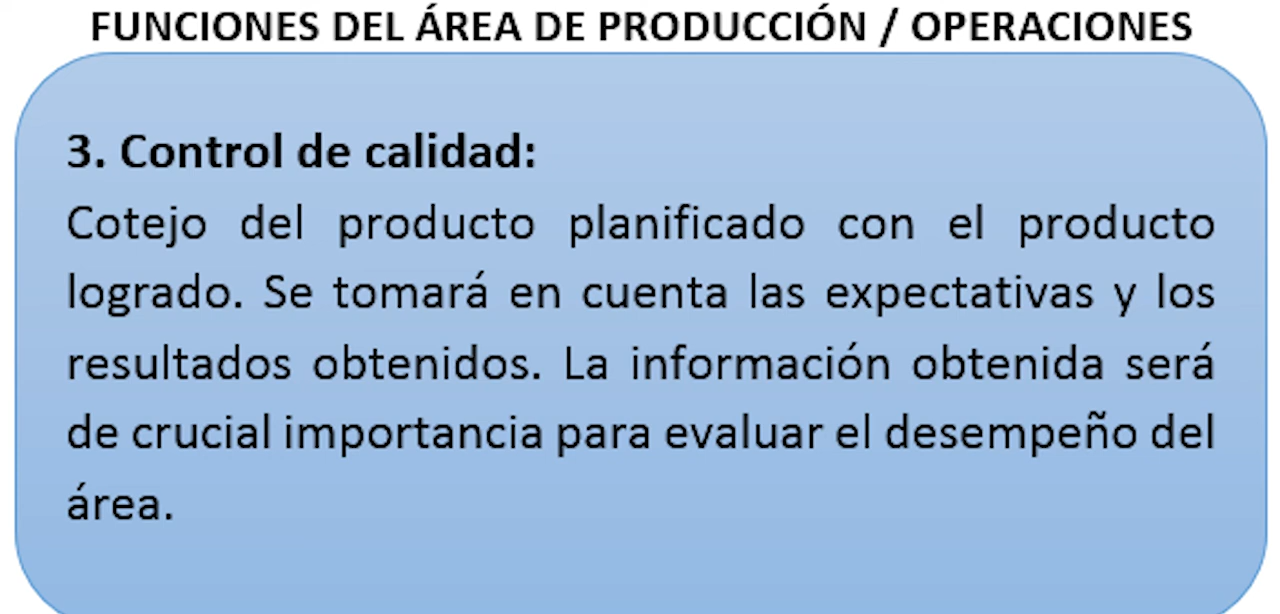 FUNCIONES DEL ÁREA DE PRODUCCIÓN / OPERACIONES
3. Control de calidad:
Cotejo del producto planificado con el producto
logrado. Se tomará en cuenta las expectativas y los
resultados obtenidos. La información obtenida será
de crucial importancia para evaluar el desempeño del
área.